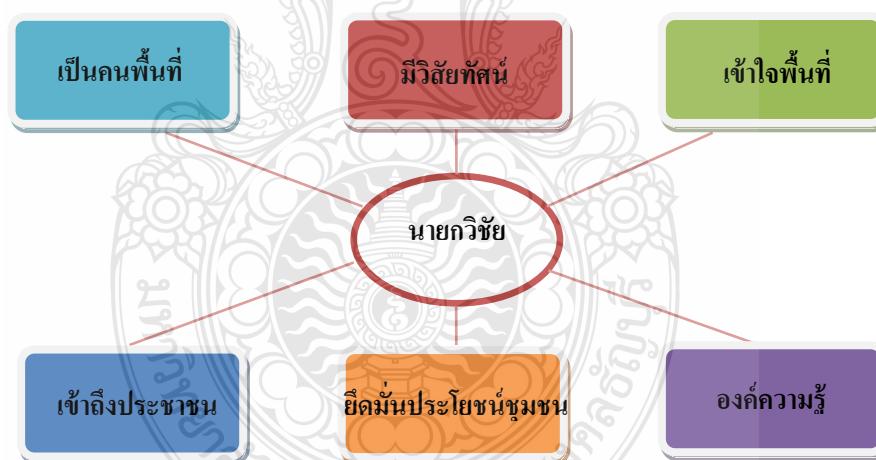 เป็นคนพื้นที่
มีวิสัยทัศน์
เข้าใจพื้นที่
นายกวิชัย
เข้าถึงประชาชน
ยึดมั่นประโยชน์ชุมชน
องค์ความรู้